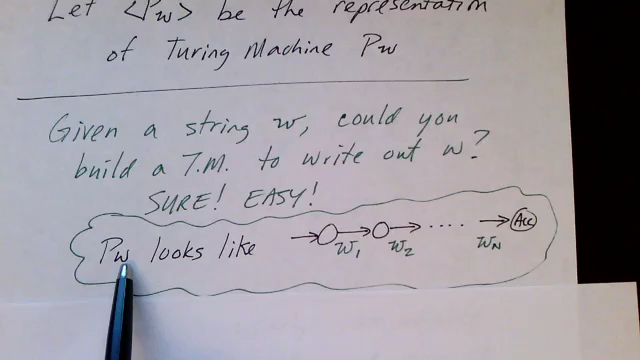 Let <Pw> be the representation
of Turing Machine Pw
Given a string w, could you
build a T.M. to write out w?
SURE! EASY!
Pw looks like → → → .... → Acc
w1 w2 wN